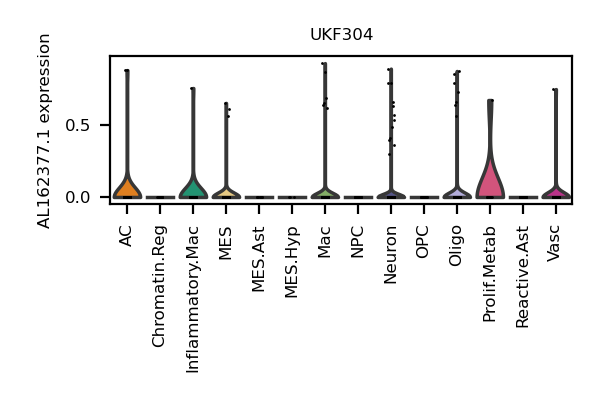 UKF304
AL162377.1 expression
0.5
0.0
AC
Chromatin.Reg
Inflammatory.Mac
MES
MES.Ast
MES.Hyp
Mac
NPC
Neuron
OPC
Oligo
Prolif.Metab
Reactive.Ast
Vasc